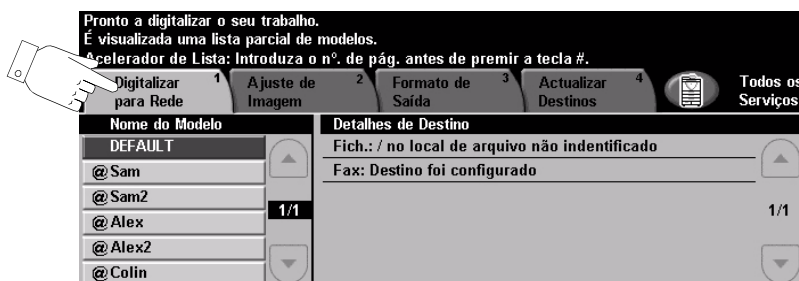 Pronto a digitalizar o seu trabalho.
É visualizada uma lista parcial de modelos.
Acelerador de Lista: Introduza o nº. de pág. antes de premir a tecla #.
Digitalizar para Rede 1
Ajuste de Imagem 2
Formato de Saída 3
Actualizar Destinos 4
Todos os Serviços
Nome do Modelo
DEFAULT
@Sam
@Sam2
@Alex
@Alex2
@Colin
1/1
Detalhes de Destino
Fich.: / no local de arquivo não indentificado
Fax: Destino foi configurado
1/1